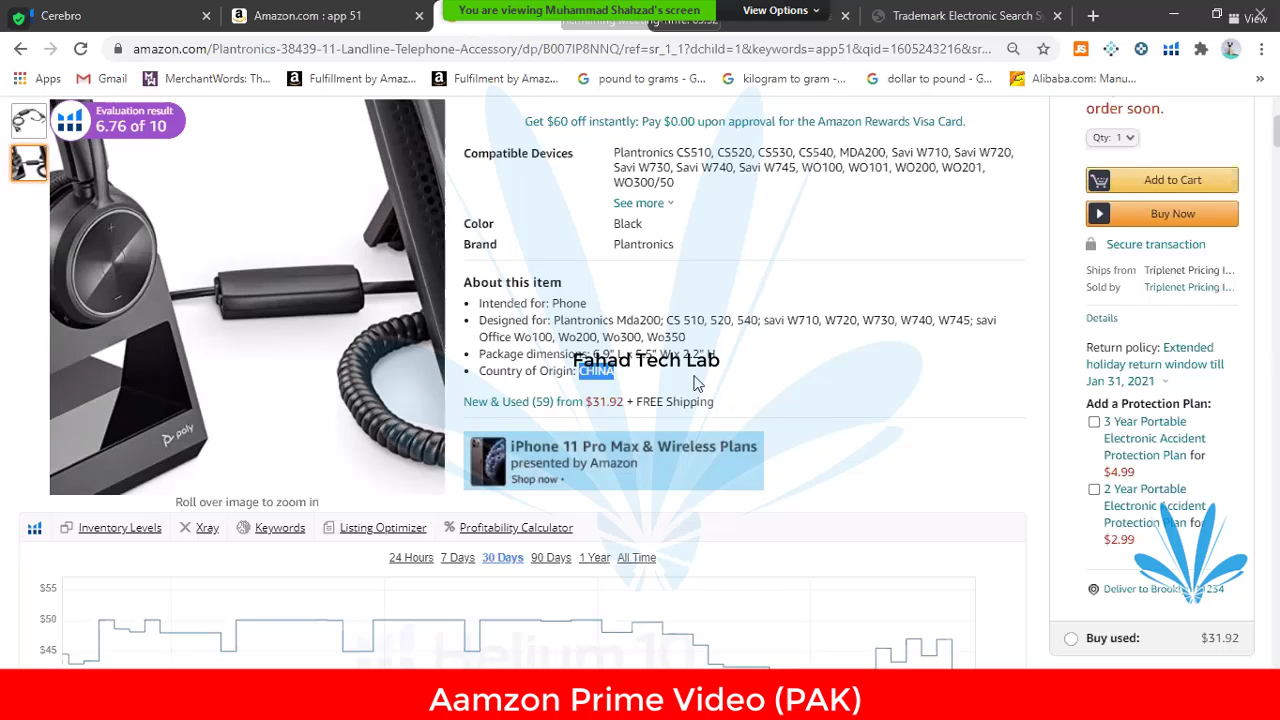 Cerebro
Amazon.com : app 51
You are viewing Muhammad Shahzad's screen
View Options
Trademark Electronic Search Sy
View
amazon.com/Plantronics-38439-11-Landline-Telephone-Accessory/dp/B007IP8NNQ/ref=sr_1_1?dchild=1&keywords=app51&qid=1605243216&sr...
Apps
Gmail
MerchantWords: Th...
Fulfillment by Amaz...
Fulfilment by Amaz...
pound to grams - G...
kilogram to gram -...
dollar to pound - G...
Alibaba.com: Manu...
»
Evaluation result
6.76 of 10
Get $60 off instantly: Pay $0.00 upon approval for the Amazon Rewards Visa Card.
Compatible Devices
Plantronics CS510, CS520, CS530, CS540, MDA200, Savi W710, Savi W720,
Savi W730, Savi W740, Savi W745, WO100, WO101, WO200, WO201,
WO300/50
See more
Color
Black
Brand
Plantronics
About this item
• Intended for: Phone
• Designed for: Plantronics Mda200; CS 510, 520, 540; savi W710, W720, W730, W740, W745; savi
Office Wo100, Wo200, Wo300, Wo350
• Package dimensions: 6.9" L x 5.5" W x 2.2" H
Fahad Tech Lab
• Country of Origin: CHINA
New & Used (59) from $31.92 + FREE Shipping
iPhone 11 Pro Max & Wireless Plans
presented by Amazon
Shop now
poly
Roll over image to zoom in
order soon.
Qty: 1
Add to Cart
Buy Now
Secure transaction
Ships from
Triplenet Pricing I...
Sold by
Triplenet Pricing I...
Details
Return policy: Extended
holiday return window till
Jan 31, 2021
Add a Protection Plan:
3 Year Portable
Electronic Accident
Protection Plan for
$4.99
2 Year Portable
Electronic Accident
Protection Plan for
$2.99
Buy used:
$31.92
Inventory Levels
Xray
Keywords
Listing Optimizer
Profitability Calculator
24 Hours
7 Days
30 Days
90 Days
1 Year
All Time
$55
$50
$45
Helium 10
Aamzon Prime Video (PAK)